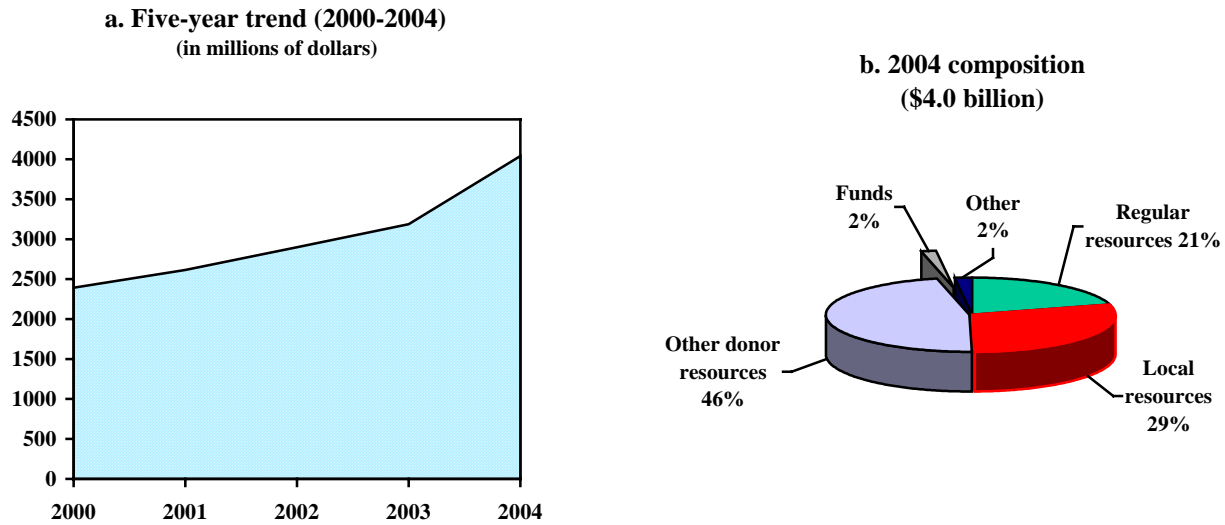 a. Five-year trend (2000-2004)
(in millions of dollars)
4500
4000
3500
3000
2500
2000
1500
1000
500
0
2000 2001 2002 2003 2004
b. 2004 composition
($4.0 billion)
Funds
2%
Other
2%
Regular
resources 21%
Other donor
resources
46%
Local
resources
29%